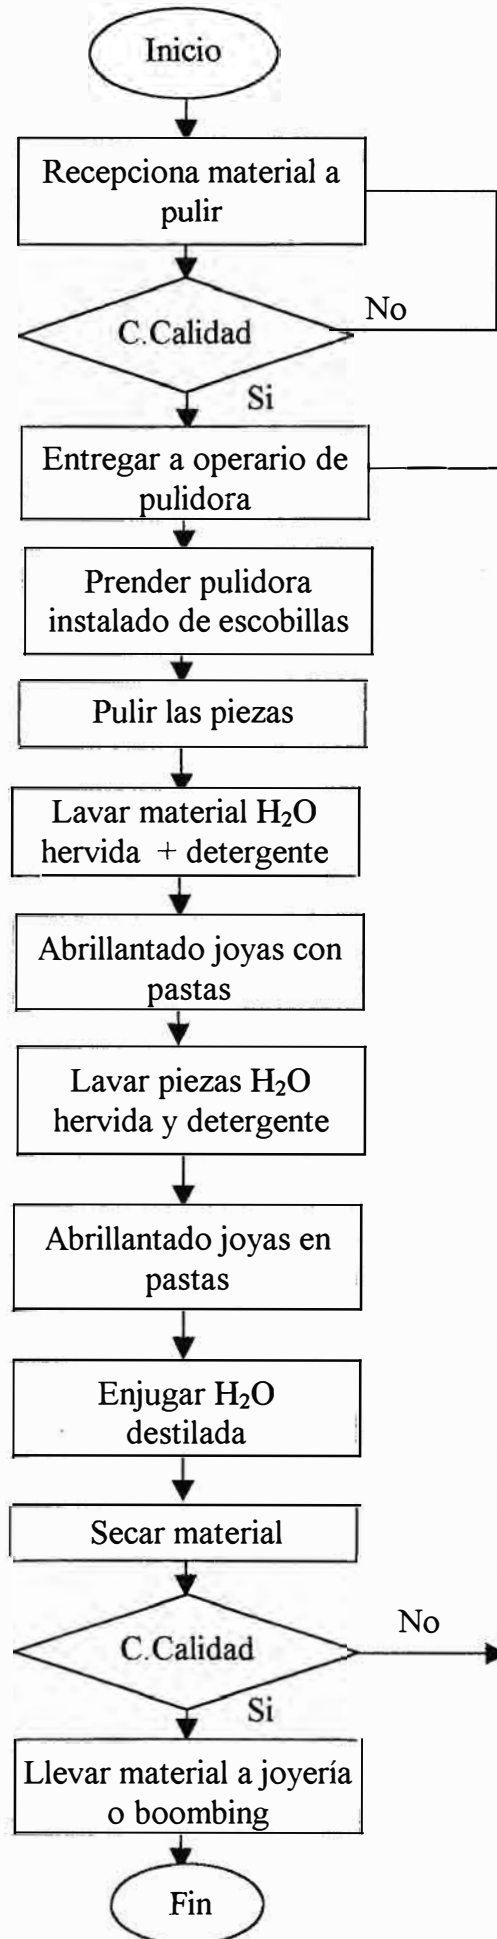 Inicio
Recepciona material a
pulir
C.Calidad
No
Si
Entregar a operario de
pulidora
Prender pulidora
instalado de escobillas
Pulir las piezas
Lavar material H₂O
hervida + detergente
Abrillantado joyas con
pastas
Lavar piezas H₂O
hervida y detergente
Abrillantado joyas en
pastas
Enjugar H₂O
destilada
Secar material
C.Calidad
No
Si
Llevar material a joyería
o boombing
Fin